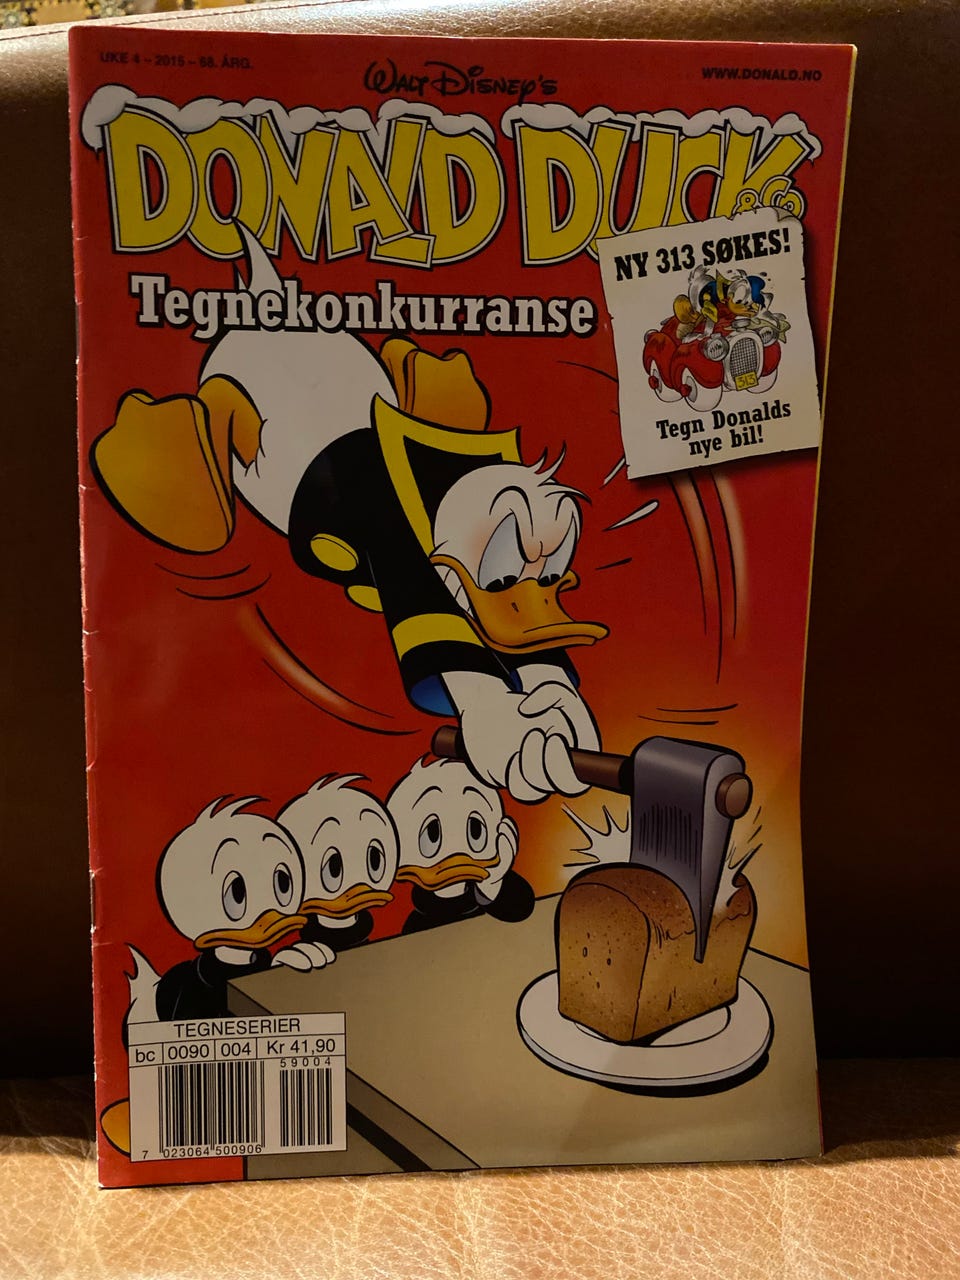 UKE 4 – 2015 – 68. ÅRG.
WWW.DONALD.NO
WALT DISNEY'S
DONALD DUCK
& Co
Tegnekonkurranse
NY 313 SØKES!
313
Tegn Donalds
nye bil!
TEGNESERIER
bc 0090 004 Kr 41,90
59004
7 023064 500906